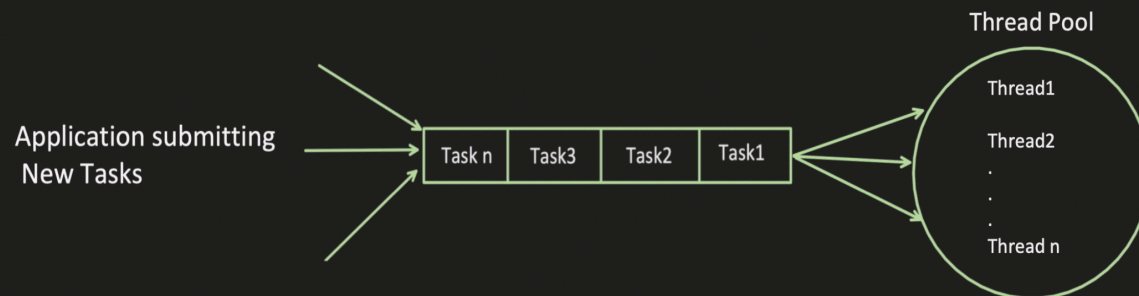 Thread Pool
Application submitting
New Tasks
Task n
Task3
Task2
Task1
Thread1
Thread2
.
.
.
Thread n